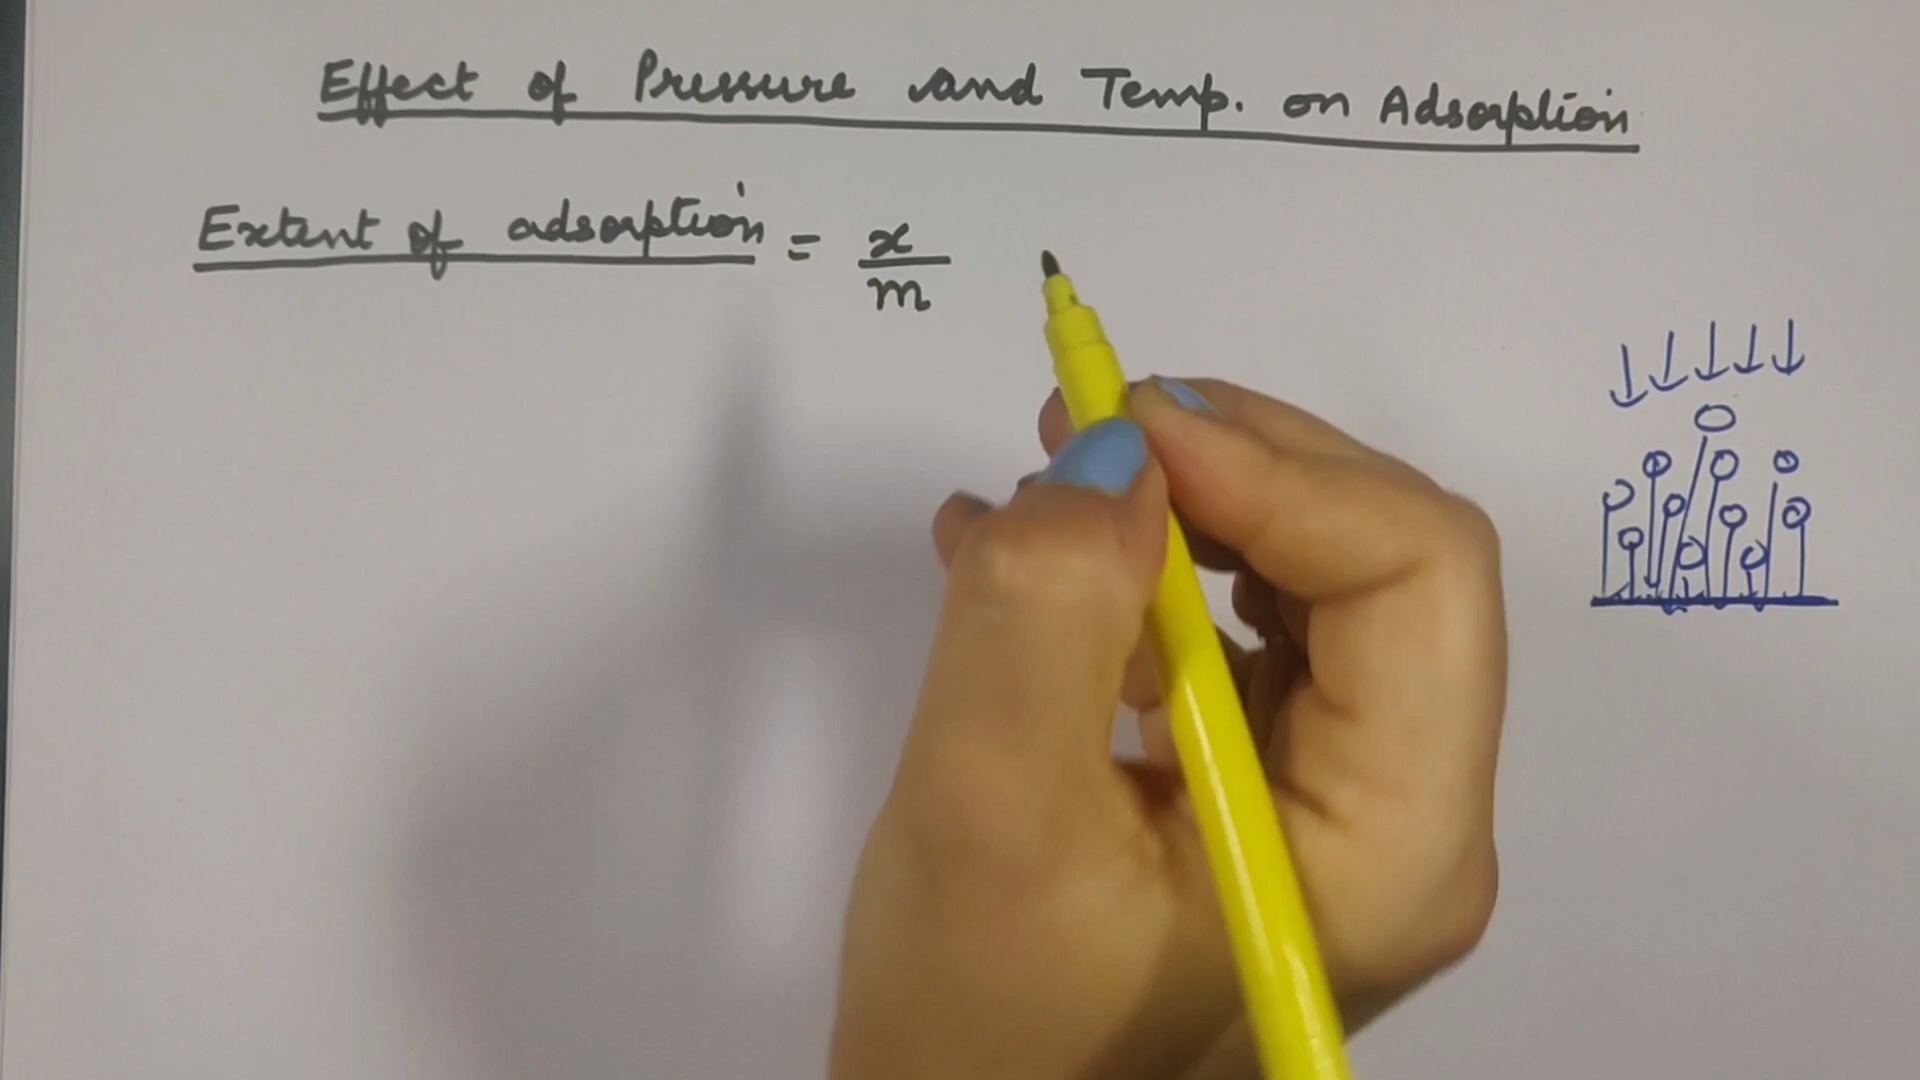 Effect of Pressure and Temp. on Adsorption
Extent of adsorption = x/m